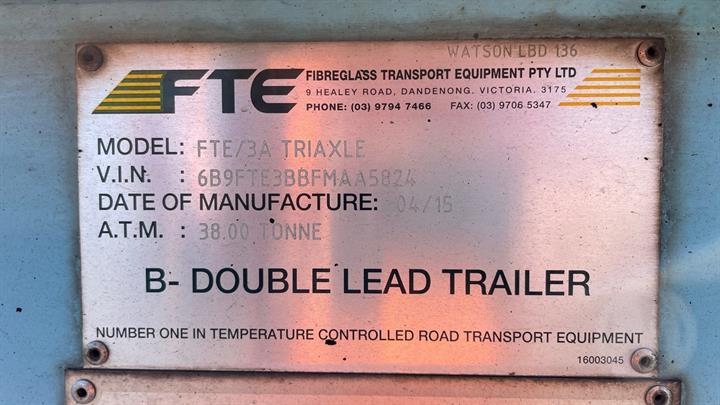 WATSON LBD 136
FTE
FIBREGLASS TRANSPORT EQUIPMENT PTY LTD
9 HEALEY ROAD, DANDENONG. VICTORIA. 3175
PHONE: (03) 9794 7466 FAX: (03) 9706 5347
MODEL: FTE/3A TRIAXLE
V.I.N. : 6B9FTE3BBFMAA5824
DATE OF MANUFACTURE: 04/15
A.T.M. : 38.00 TONNE
B- DOUBLE LEAD TRAILER
NUMBER ONE IN TEMPERATURE CONTROLLED ROAD TRANSPORT EQUIPMENT
16003045